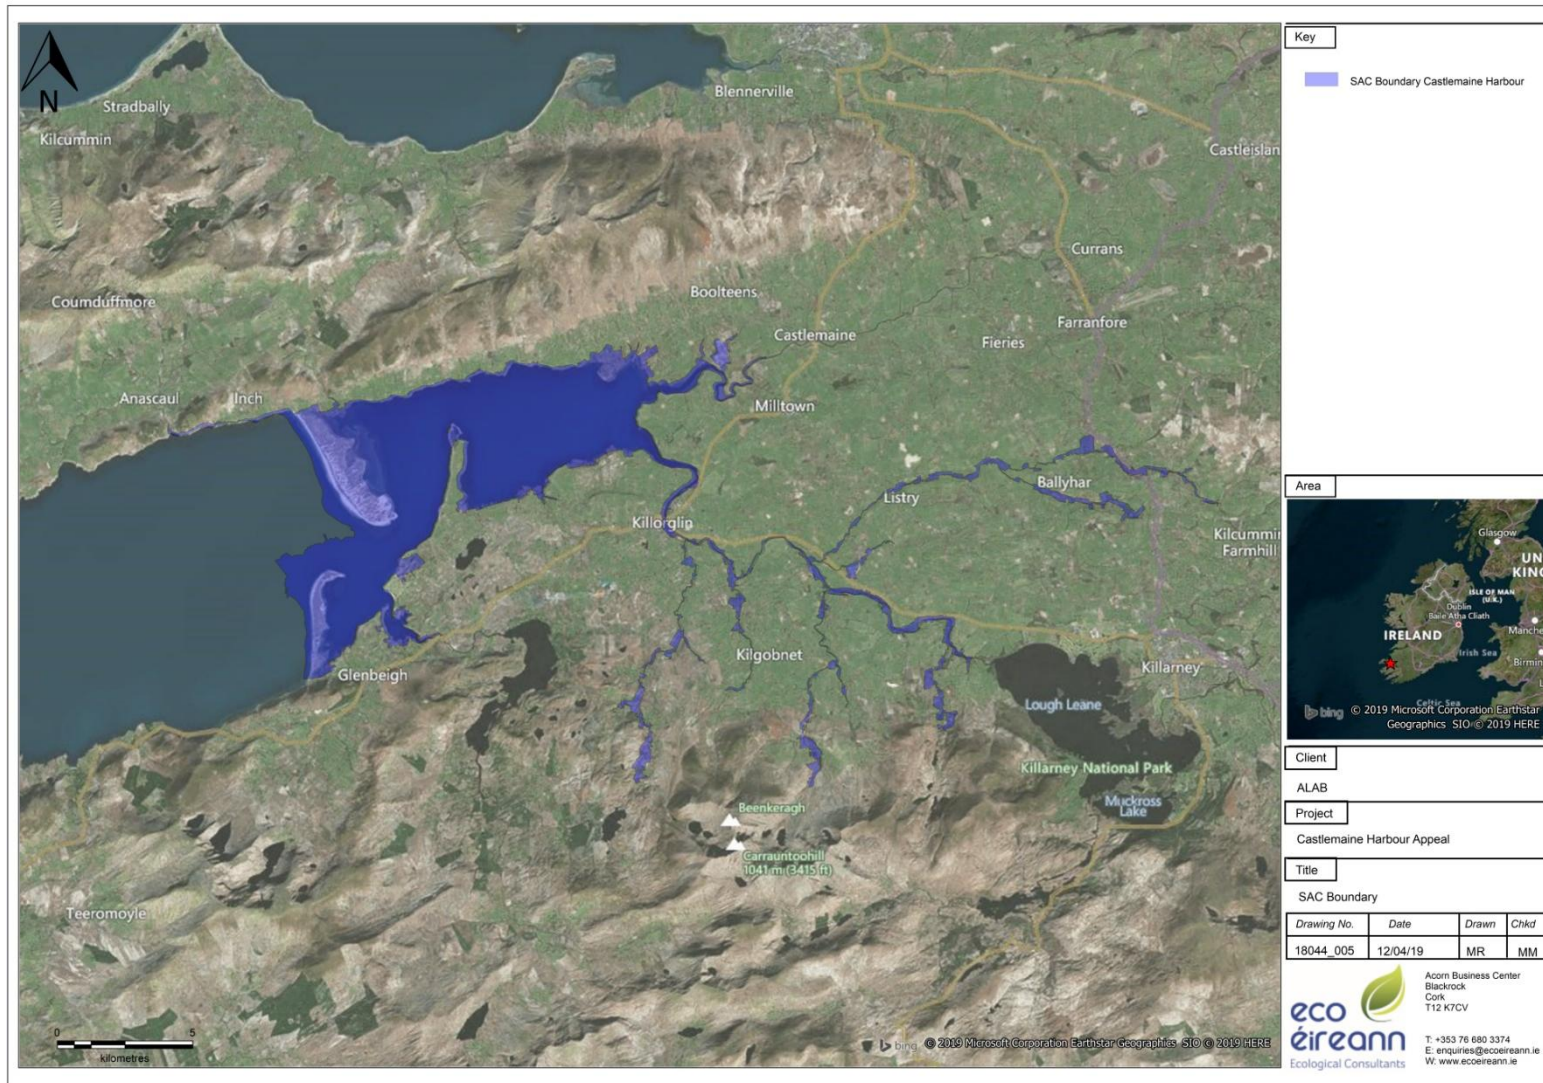 N
Stradbally
Kilcummin
Blennerville
Castleislan
Currans
Coumduffmore
Boolteens
Castlemaine
Farranfore
Fieries
Anascaul
Inch
Milltown
Listry
Ballyhar
Killorglin
Kilcummin
Farmhill
Kilgobnet
Glenbeigh
Killarney
Lough Leane
Killarney National Park
Muckross
Lake
Beenkeragh
Carrauntoohill
1041 m (3415 ft)
Teeromoyle
0 5
kilometres
bing © 2019 Microsoft Corporation Earthstar Geographics SIO © 2019 HERE
Key
SAC Boundary Castlemaine Harbour
Area
Glasgow
UN
KING
ISLE OF MAN
(U.K.)
Dublin
Baile Atha Cliath
Manche
IRELAND
Irish Sea
Birmin
Celtic Sea
bing © 2019 Microsoft Corporation Earthstar
Geographics SIO © 2019 HERE
Client
ALAB
Project
Castlemaine Harbour Appeal
Title
SAC Boundary
Drawing No. Date Drawn Chkd
18044_005 12/04/19 MR MM
eco
éireann
Ecological Consultants
Acorn Business Center
Blackrock
Cork
T12 K7CV
T: +353 76 680 3374
E: enquiries@ecoeireann.ie
W: www.ecoeireann.ie